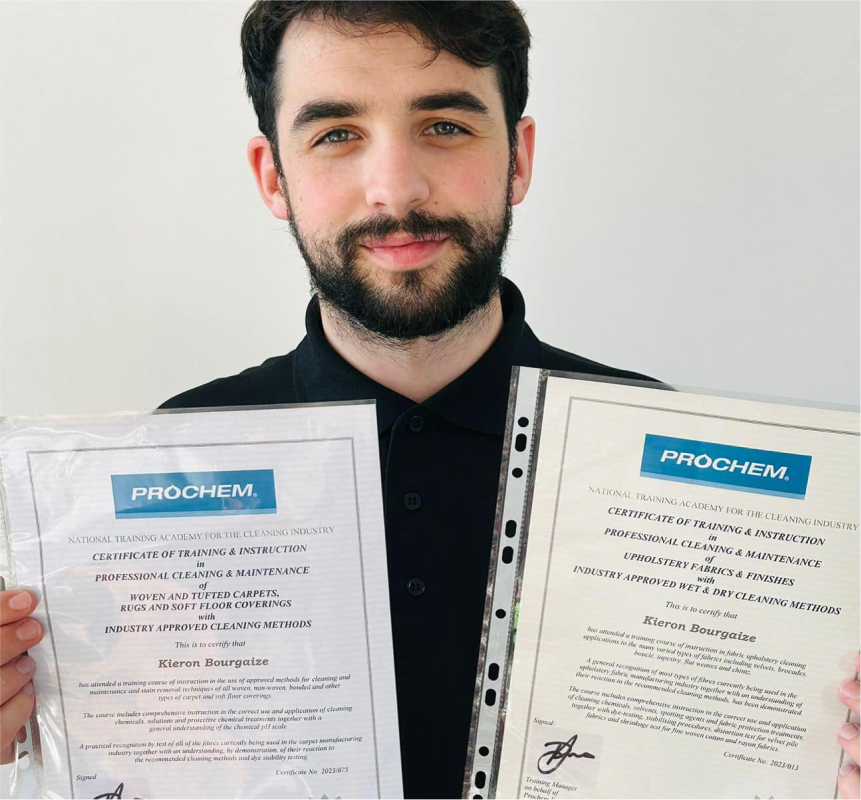 PROCHEM®
NATIONAL TRAINING ACADEMY FOR THE CLEANING INDUSTRY
CERTIFICATE OF TRAINING & INSTRUCTION
in
PROFESSIONAL CLEANING & MAINTENANCE
of
WOVEN AND TUFTED CARPETS,
RUGS AND SOFT FLOOR COVERINGS
with
INDUSTRY APPROVED CLEANING METHODS
This is to certify that
Kieron Bourgaize
has attended a training course of instruction in the use of approved methods for cleaning and
maintenance and stain removal techniques of all woven, non-woven, bonded and other
types of carpet and soft floor coverings.
The course includes comprehensive instruction in the correct use and application of cleaning
chemicals, solutions and protective chemical treatments together with a
general understanding of the chemical pH scale
A practical recognition by test of all of the fibres currently being used in the carpet manufacturing
industry together with an understanding, by demonstration, of their reaction to
the recommended cleaning methods and dye stability testing.
Signed
Certificate No 2023/075
PROCHEM®
NATIONAL TRAINING ACADEMY FOR THE CLEANING INDUSTRY
CERTIFICATE OF TRAINING & INSTRUCTION
in
PROFESSIONAL CLEANING & MAINTENANCE
of
UPHOLSTERY FABRICS & FINISHES
with
INDUSTRY APPROVED WET & DRY CLEANING METHODS
This is to certify that
Kieron Bourgaize
has attended a training course of instruction in fabric upholstery cleaning
applications to the many varied types of fabrics including velvets, brocades,
boucle, tapestry, flat weaves and chintz.
A general recognition of most types of fibres currently being used in the
upholstery fabric manufacturing industry together with an understanding of
their reaction to the recommended cleaning methods, has been demonstrated.
The course includes comprehensive instruction in the correct use and application
of cleaning chemicals, solvents, spotting agents and fabric protection treatments,
together with dye-testing, stabilising procedures, distortion test for velvet pile
fabrics and shrinkage test for fine woven cotton and rayon fabrics.
Signed
Certificate No 2023/013
Training Manager
on behalf of
Prochem